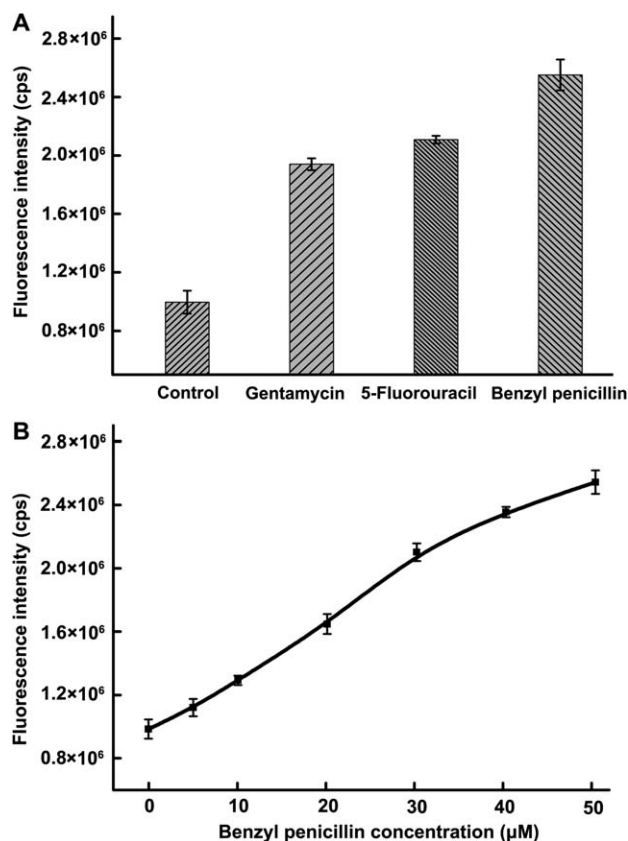 A
Fluorescence intensity (cps)
2.8×10⁶
2.4×10⁶
2.0×10⁶
1.6×10⁶
1.2×10⁶
0.8×10⁶
Control Gentamycin 5-Fluorouracil Benzyl penicillin
B
Fluorescence intensity (cps)
2.8×10⁶
2.4×10⁶
2.0×10⁶
1.6×10⁶
1.2×10⁶
0.8×10⁶
0 10 20 30 40 50
Benzyl penicillin concentration (µM)